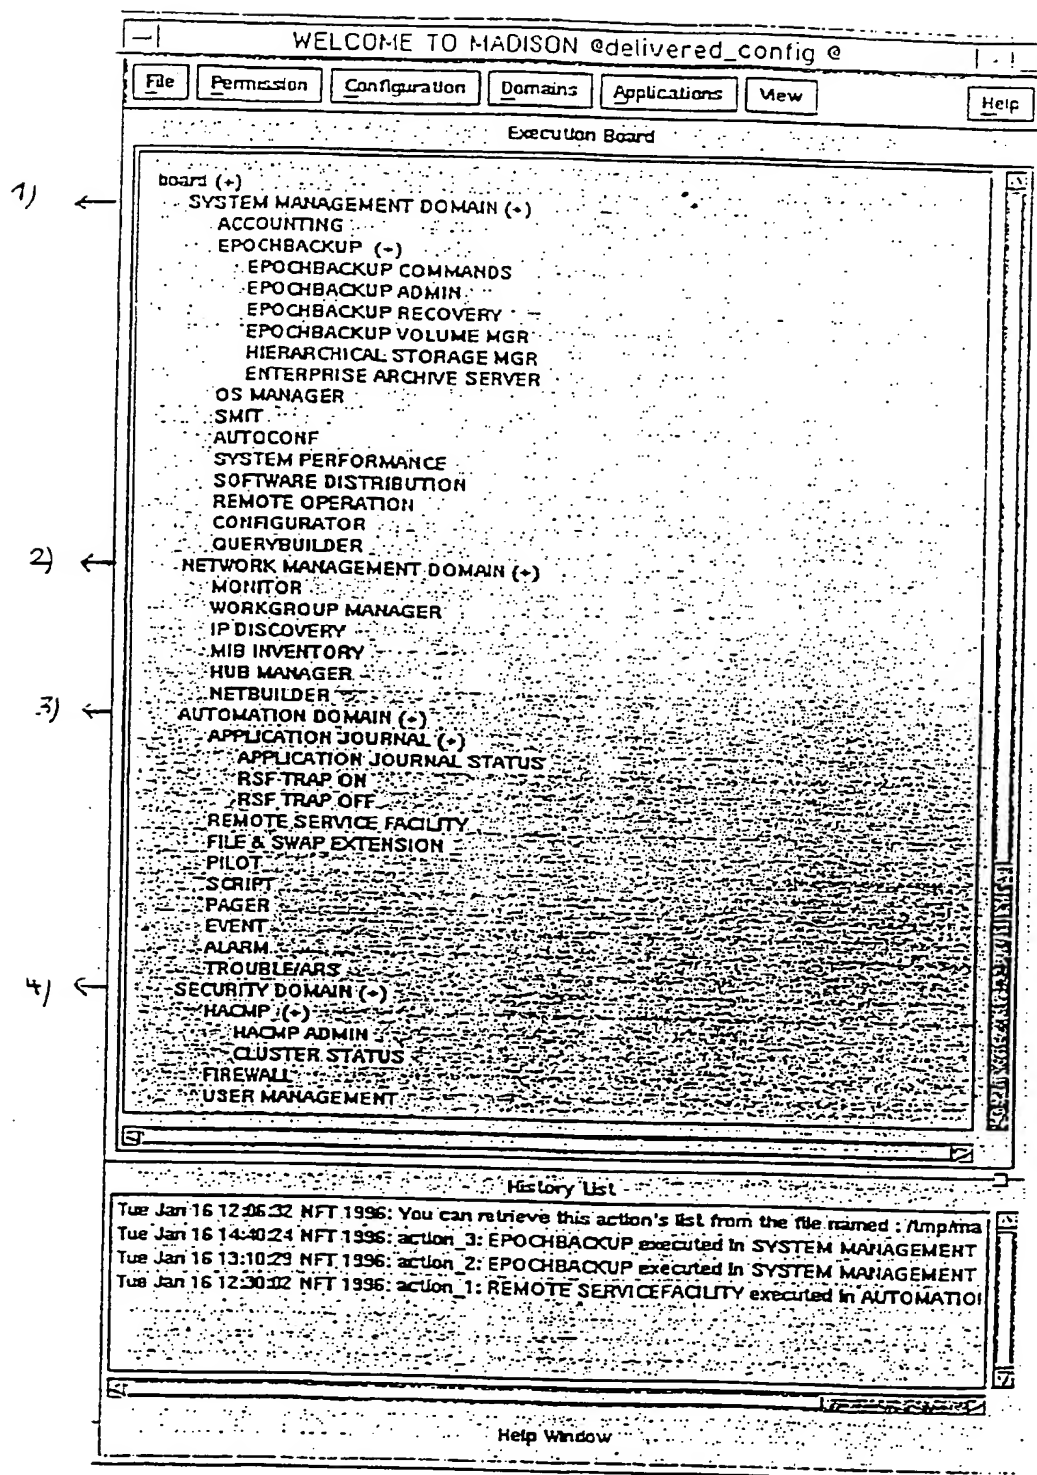 WELCOME TO MADISON @delivered_config @
File Permission Configuration Domains Applications View Help
Execution Board
board (+)
1) ← SYSTEM MANAGEMENT DOMAIN (+)
ACCOUNTING
EPOCHBACKUP (+)
EPOCHBACKUP COMMANDS
EPOCHBACKUP ADMIN
EPOCHBACKUP RECOVERY
EPOCHBACKUP VOLUME MGR
HIERARCHICAL STORAGE MGR
ENTERPRISE ARCHIVE SERVER
OS MANAGER
SMIT
AUTOCONF
SYSTEM PERFORMANCE
SOFTWARE DISTRIBUTION
REMOTE OPERATION
CONFIGURATOR
QUERYBUILDER
2) ← NETWORK MANAGEMENT DOMAIN (+)
MONITOR
WORKGROUP MANAGER
IP DISCOVERY
MIB INVENTORY
HUB MANAGER
NETBUILDER
3) ← AUTOMATION DOMAIN (+)
APPLICATION JOURNAL (+)
APPLICATION JOURNAL STATUS
RSF TRAP ON
RSF TRAP OFF
REMOTE SERVICE FACILITY
FILE & SWAP EXTENSION
PILOT
SCRIPT
PAGER
EVENT
ALARM
TROUBLE/ARS
4) ← SECURITY DOMAIN (+)
HACMP (+)
HACMP ADMIN
CLUSTER STATUS
FIREWALL
USER MANAGEMENT
History List
Tue Jan 16 12:06:32 NFT 1996: You can retrieve this action's list from the file named : /tmp/ma
Tue Jan 16 14:40:24 NFT 1996: action_3: EPOCHBACKUP executed in SYSTEM MANAGEMENT
Tue Jan 16 13:10:29 NFT 1996: action_2: EPOCHBACKUP executed in SYSTEM MANAGEMENT
Tue Jan 16 12:30:02 NFT 1996: action_1: REMOTE SERVICEFACILITY executed in AUTOMATIO
Help Window